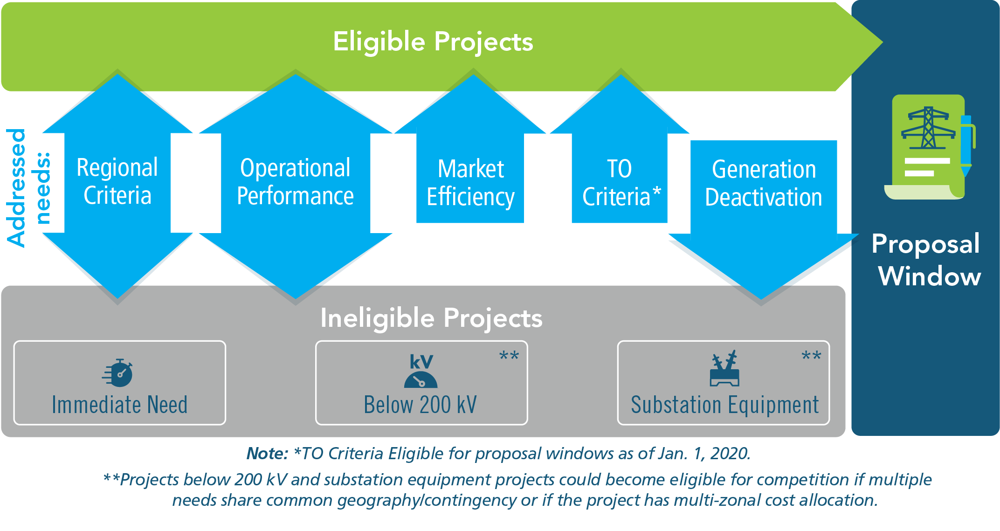 Eligible Projects
Addressed
needs:
Regional
Criteria
Operational
Performance
Market
Efficiency
TO
Criteria*
Generation
Deactivation
Proposal
Window
Ineligible Projects
Immediate Need
kV
**
Below 200 kV
**
Substation Equipment
Note: *TO Criteria Eligible for proposal windows as of Jan. 1, 2020.
**Projects below 200 kV and substation equipment projects could become eligible for competition if multiple
needs share common geography/contingency or if the project has multi-zonal cost allocation.